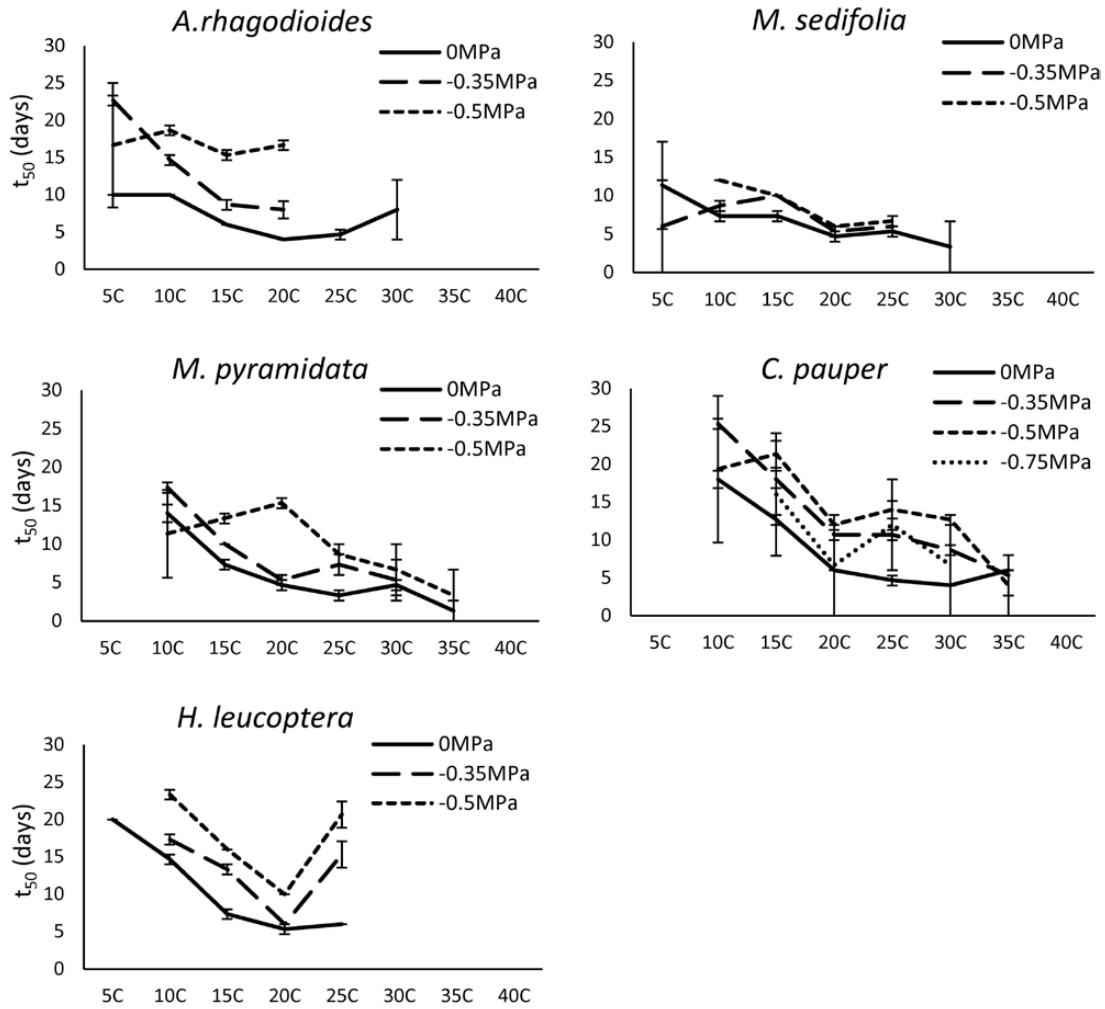 A.rhagodioides
0MPa
-0.35MPa
-0.5MPa
t50 (days)
30
25
20
15
10
5
0
5C 10C 15C 20C 25C 30C 35C 40C
M. sedifolia
0MPa
-0.35MPa
-0.5MPa
30
25
20
15
10
5
0
5C 10C 15C 20C 25C 30C 35C 40C
M. pyramidata
0MPa
-0.35MPa
-0.5MPa
t50 (days)
30
25
20
15
10
5
0
5C 10C 15C 20C 25C 30C 35C 40C
C. pauper
0MPa
-0.35MPa
-0.5MPa
-0.75MPa
30
25
20
15
10
5
0
5C 10C 15C 20C 25C 30C 35C 40C
H. leucoptera
0MPa
-0.35MPa
-0.5MPa
t50 (days)
30
25
20
15
10
5
0
5C 10C 15C 20C 25C 30C 35C 40C